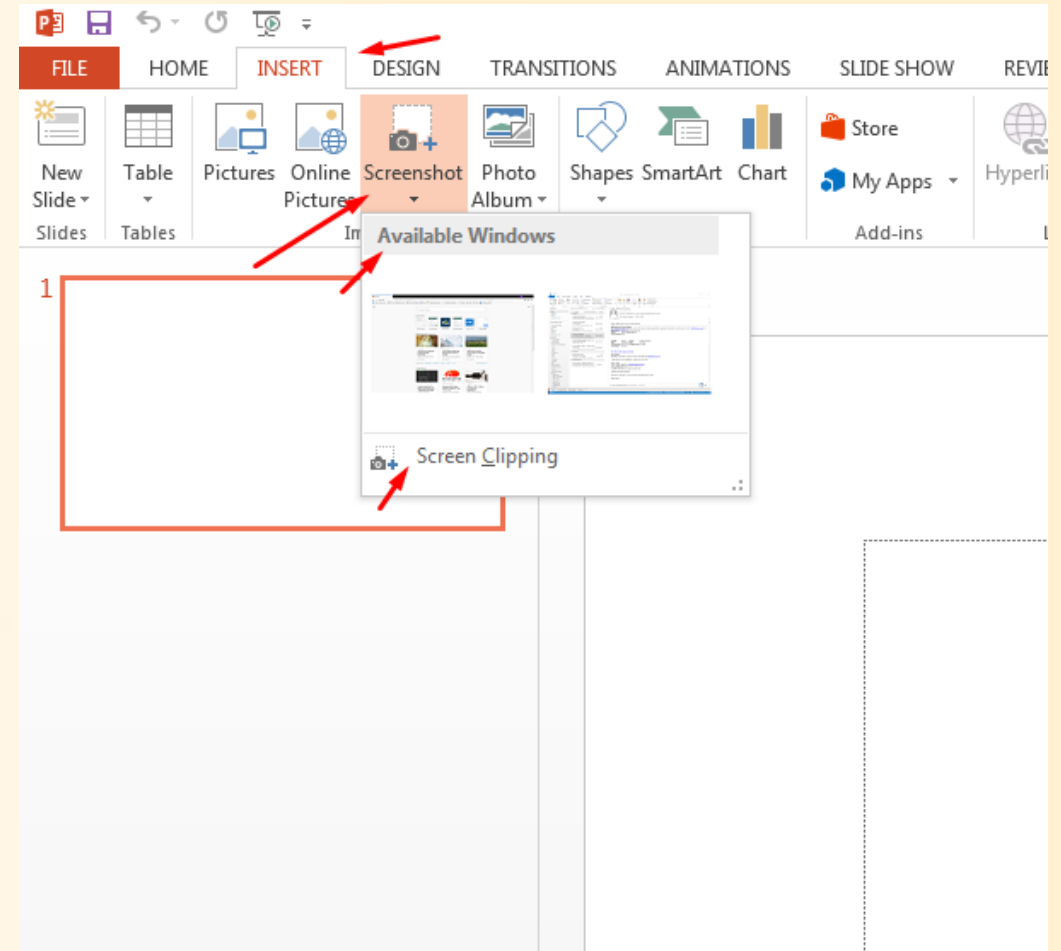 FILE HOME INSERT DESIGN TRANSITIONS ANIMATIONS SLIDE SHOW
New Table Pictures Online Screenshot Photo Shapes SmartArt Chart Store
Slide Pictures Album My Apps
Slides Tables Add-ins
Available Windows
1
Screen Clipping